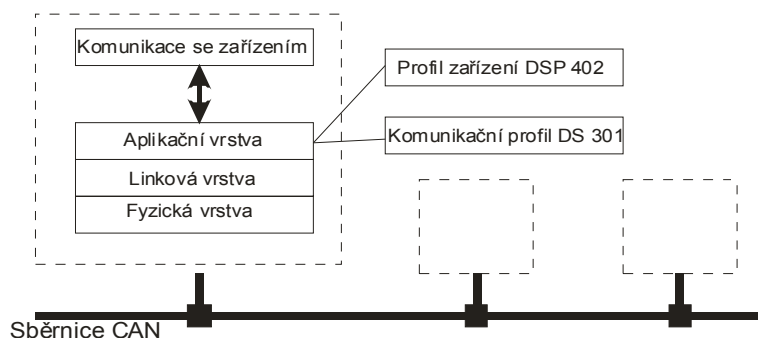 Komunikace se zařízením
Profil zařízení DSP 402
Aplikační vrstva
Komunikační profil DS 301
Linková vrstva
Fyzická vrstva
Sběrnice CAN